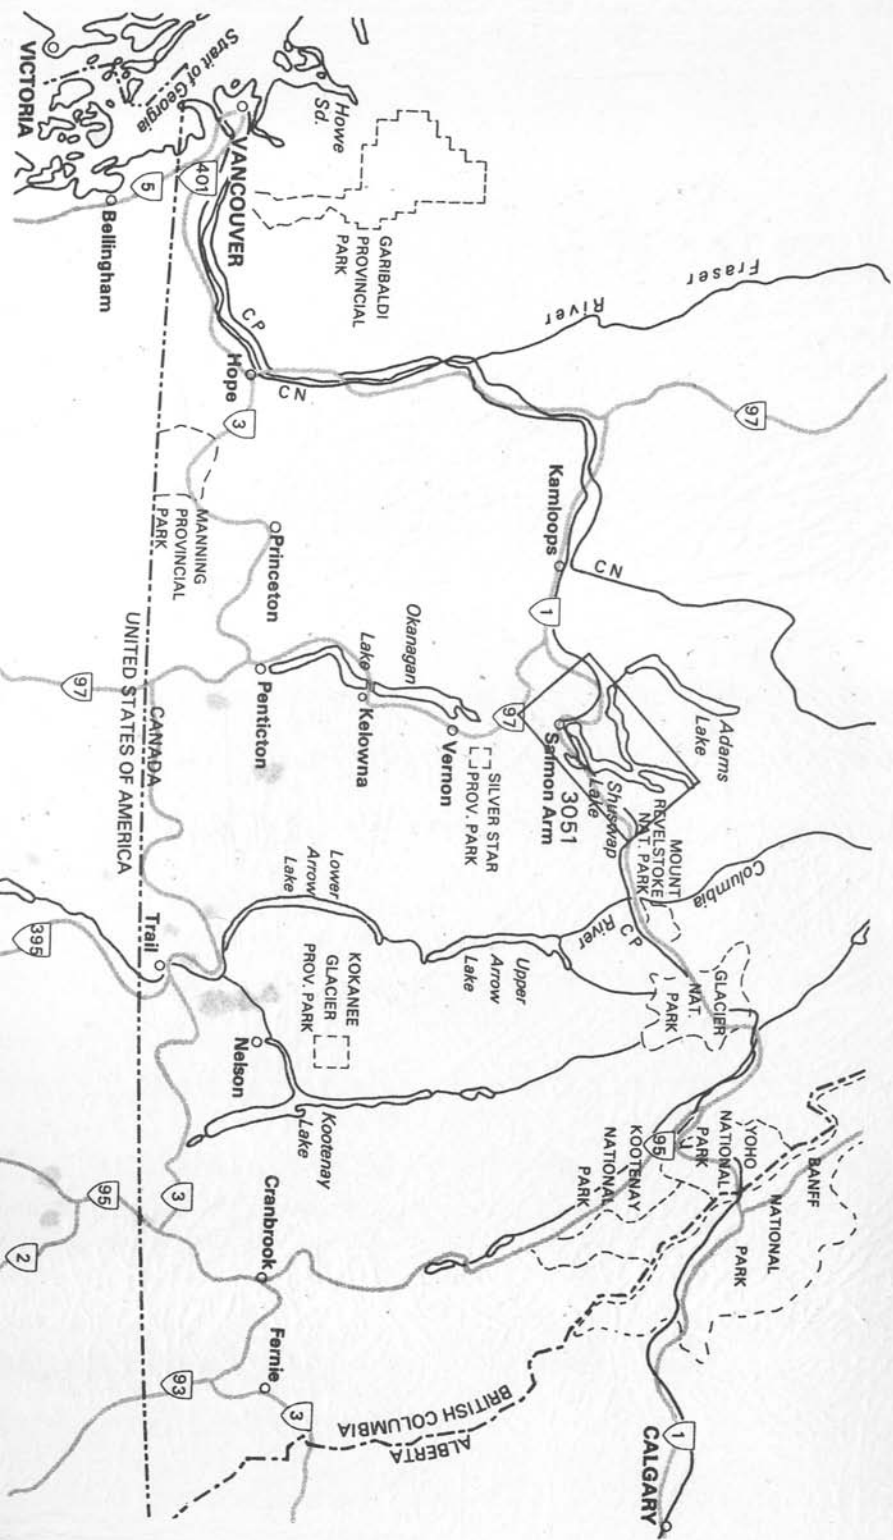 VICTORIA
Strait of Georgia
Howe
Sd.
VANCOUVER
401
5
Bellingham
GARIBALDI
PROVINCIAL
PARK
CP
Hope
CN
3
Fraser
River
97
MANNING
PROVINCIAL
PARK
Princeton
Kamloops
CN
1
Okanagan
Lake
Penticton
Kelowna
Vernon
97
97
UNITED STATES OF AMERICA
CANADA
Adams
Lake
Salmon Arm
3051
Shuswap
Lake
SILVER STAR
PROV. PARK
MOUNT
REVELSTOKE
NAT. PARK
Columbia
River
CP
Lower
Arrow
Lake
Upper
Arrow
Lake
GLACIER
NAT.
PARK
Trail
395
KOKANEE
GLACIER
PROV. PARK
Nelson
Kootenay
Lake
95
YOHO
NATIONAL
PARK
KOOTENAY
NATIONAL
PARK
BANFF
NATIONAL
PARK
3
95
2
Cranbrook
Fernie
93
3
BRITISH COLUMBIA
ALBERTA
1
CALGARY